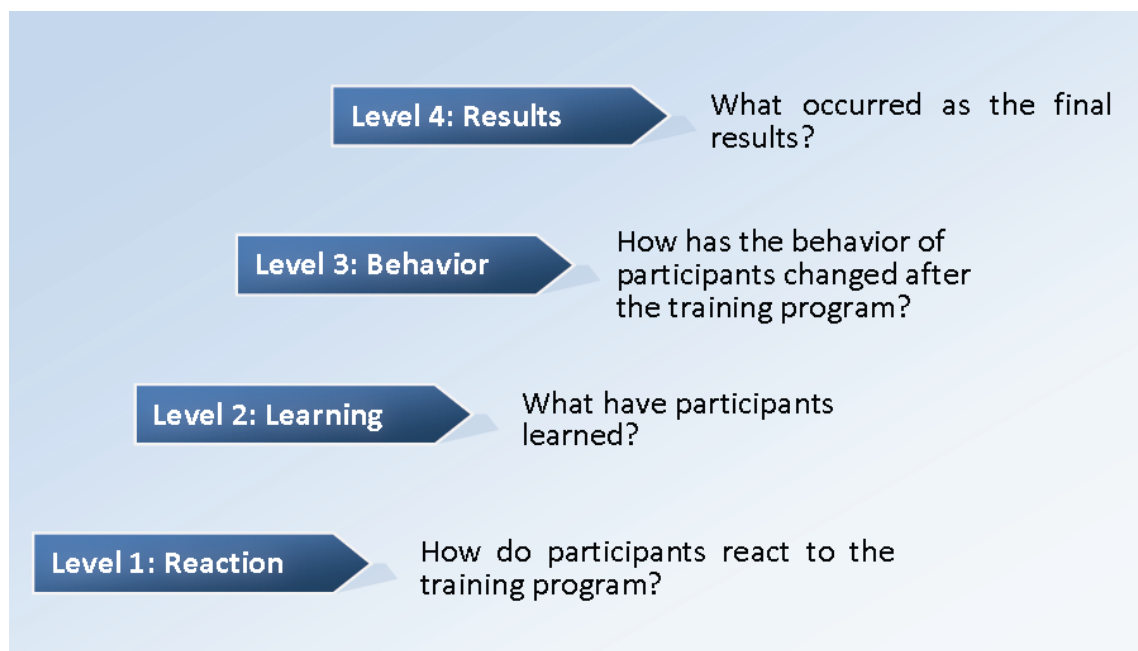 Level 4: Results
What occurred as the final
results?
Level 3: Behavior
How has the behavior of
participants changed after
the training program?
Level 2: Learning
What have participants
learned?
Level 1: Reaction
How do participants react to the
training program?